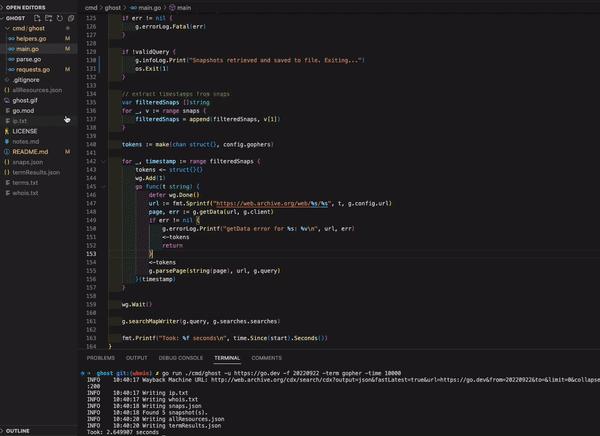 OPEN EDITORS
GHOST
cmd/ghost
helpers.go M
main.go M
parse.go
requests.go M
.gitignore
allResources.json
ghost.gif
go.mod
ip.txt
LICENSE
notes.md
README.md M
snaps.json
termResults.json
terms.txt
whois.txt
OUTLINE
cmd > ghost > main.go > main
125 if err != nil {
126 g.errorLog.Fatal(err)
127 }
128
129 if !validQuery {
130 g.infoLog.Print("Snapshots retrieved and saved to file. Exiting...")
131 os.Exit(1)
132 }
133
134 // extract timestamps from snaps
135 var filteredSnaps []string
136 for _, v := range snaps {
137 filteredSnaps = append(filteredSnaps, v[1])
138 }
139
140 tokens := make(chan struct{}, config.gophers)
141
142 for _, timestamp := range filteredSnaps {
143 tokens <- struct{}{}
144 wg.Add(1)
145 go func(t string) {
146 defer wg.Done()
147 url := fmt.Sprintf("https://web.archive.org/web/%s/%s", t, g.config.url)
148 page, err := g.getData(url, g.client)
149 if err != nil {
150 g.errorLog.Printf("getData error for %s: %v\n", url, err)
151 <-tokens
152 return
153 }
154 <-tokens
155 g.parsePage(string(page), url, g.query)
156 }(timestamp)
157 }
158
159 wg.Wait()
160
161 g.searchMapWriter(g.query, g.searches.searches)
162
163 fmt.Printf("Took: %f seconds\n", time.Since(start).Seconds())
164 }
PROBLEMS OUTPUT DEBUG CONSOLE TERMINAL COMMENTS
ghost git:(whois) ✗ go run ./cmd/ghost -u https://go.dev -f 20220922 -term gopher -time 10000
INFO 10:40:17 Wayback Machine URL: http://web.archive.org/cdx/search/cdx?output=json&fastLatest=true&url=https://go.dev&from=20220922&to=&limit=0&collapse
:200
INFO 10:40:17 Writing ip.txt
INFO 10:40:17 Writing whois.txt
INFO 10:40:18 Writing snaps.json
INFO 10:40:18 Found 5 snapshot(s).
INFO 10:40:20 Writing allResources.json
INFO 10:40:20 Writing termResults.json
Took: 2.649907 seconds